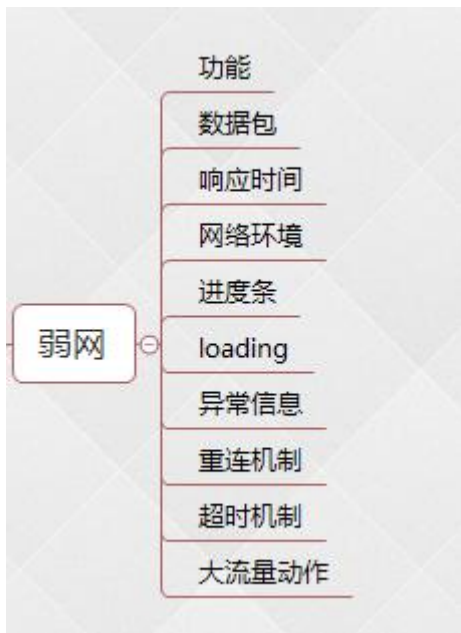 功能
数据包
响应时间
网络环境
进度条
弱网
loading
异常信息
重连机制
超时机制
大流量动作